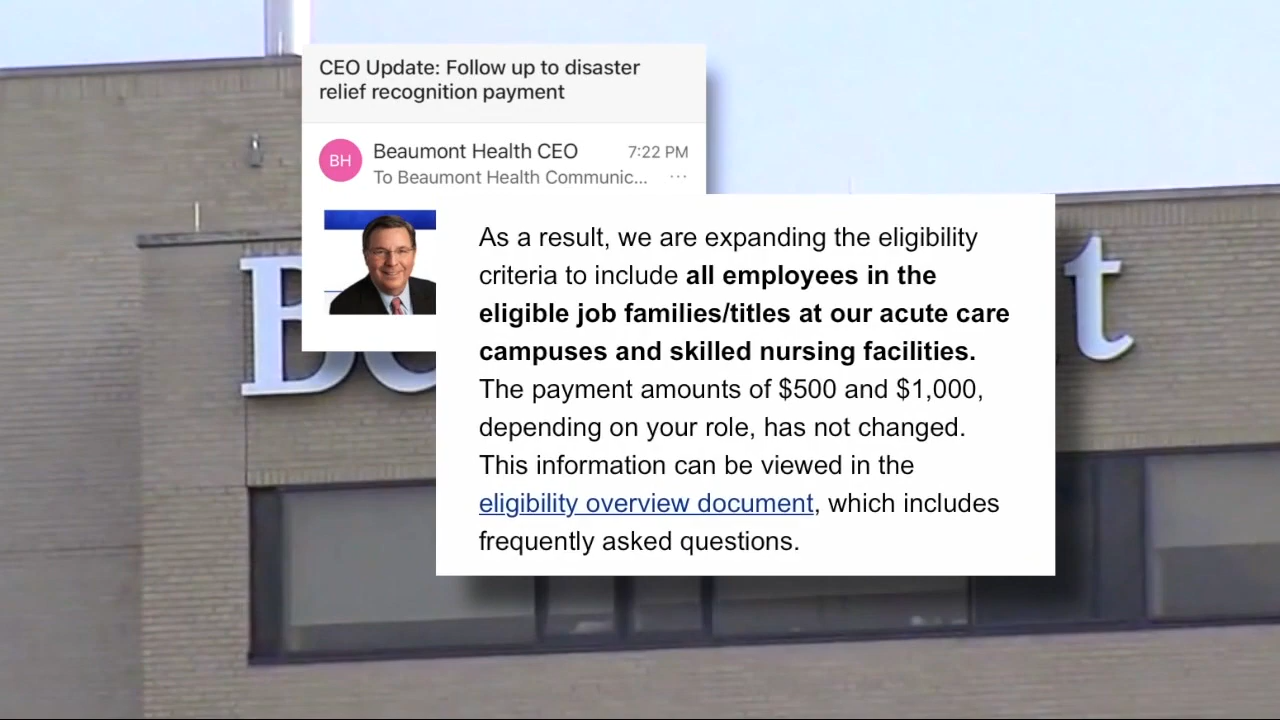 CEO Update: Follow up to disaster
relief recognition payment
BH
Beaumont Health CEO
7:22 PM
To Beaumont Health Communic...
As a result, we are expanding the eligibility
criteria to include all employees in the
eligible job families/titles at our acute care
campuses and skilled nursing facilities.
The payment amounts of $500 and $1,000,
depending on your role, has not changed.
This information can be viewed in the
eligibility overview document, which includes
frequently asked questions.